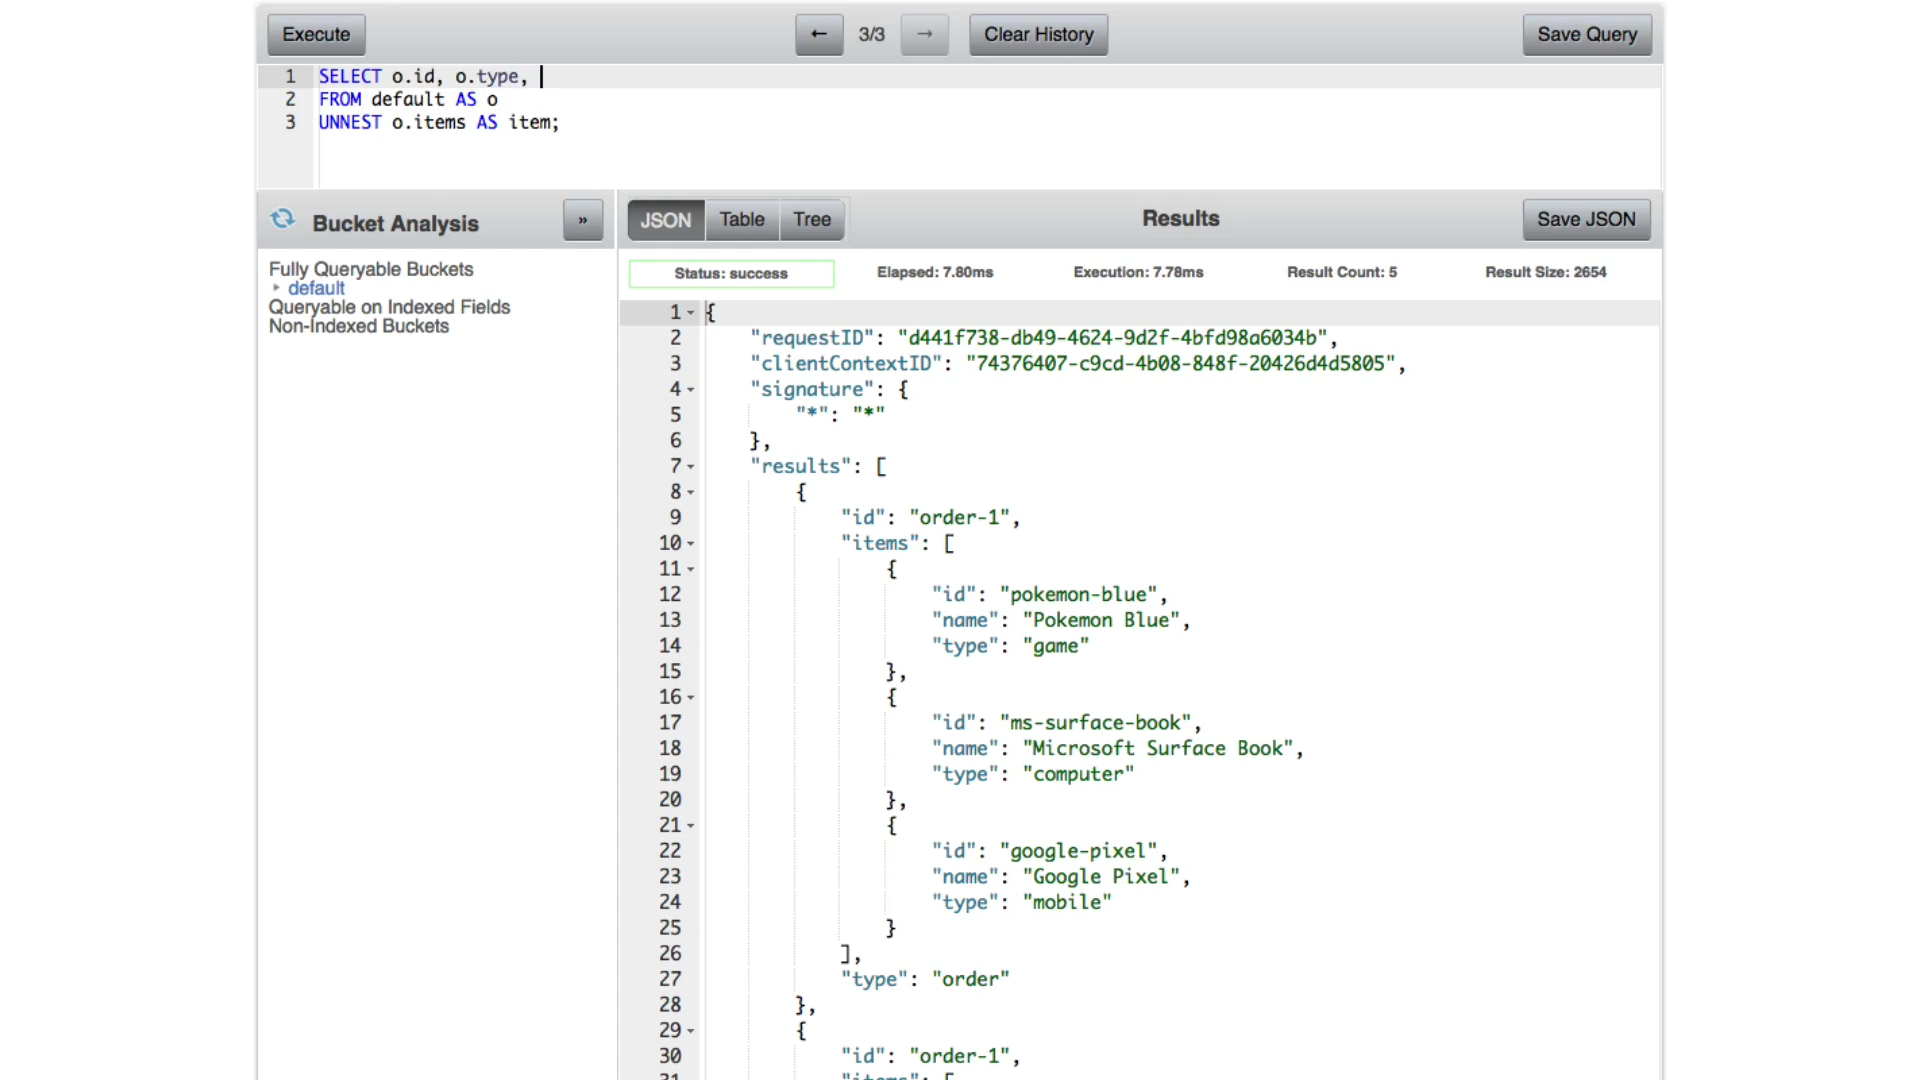 Execute ← 3/3 → Clear History Save Query
1 SELECT o.id, o.type,
2 FROM default AS o
3 UNNEST o.items AS item;
Bucket Analysis » JSON Table Tree Results Save JSON
Fully Queryable Buckets
default
Queryable on Indexed Fields
Non-Indexed Buckets
Status: success Elapsed: 7.80ms Execution: 7.78ms Result Count: 5 Result Size: 2654
1 {
2 "requestID": "d441f738-db49-4624-9d2f-4bfd98a6034b",
3 "clientContextID": "74376407-c9cd-4b08-848f-20426d4d5805",
4 "signature": {
5 "*": "*"
6 },
7 "results": [
8 {
9 "id": "order-1",
10 "items": [
11 {
12 "id": "pokemon-blue",
13 "name": "Pokemon Blue",
14 "type": "game"
15 },
16 {
17 "id": "ms-surface-book",
18 "name": "Microsoft Surface Book",
19 "type": "computer"
20 },
21 {
22 "id": "google-pixel",
23 "name": "Google Pixel",
24 "type": "mobile"
25 }
26 ],
27 "type": "order"
28 },
29 {
30 "id": "order-1",